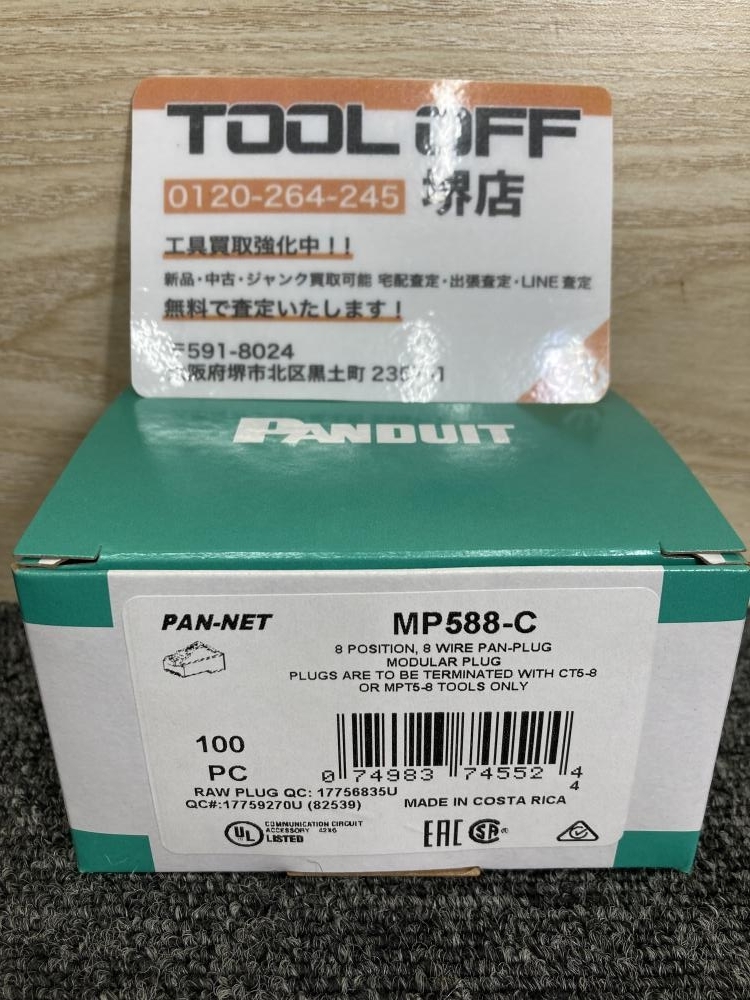 TOOL OFF
0120-264-245 堺店
工具買取強化中！！
新品・中古・ジャンク買取可能 宅配査定・出張査定・LINE査定
無料で査定いたします！
〒591-8024
大阪府堺市北区黒土町
PANDUIT
PAN-NET
MP588-C
8 POSITION, 8 WIRE PAN-PLUG
MODULAR PLUG
PLUGS ARE TO BE TERMINATED WITH CT5-8
OR MPT5-8 TOOLS ONLY
100
PC
0 74983 74552 4
4
RAW PLUG QC: 17756835U
QC#:17759270U (82539)
MADE IN COSTA RICA
UL
COMMUNICATION CIRCUIT
ACCESSORY 4286
LISTED
EAC
SA